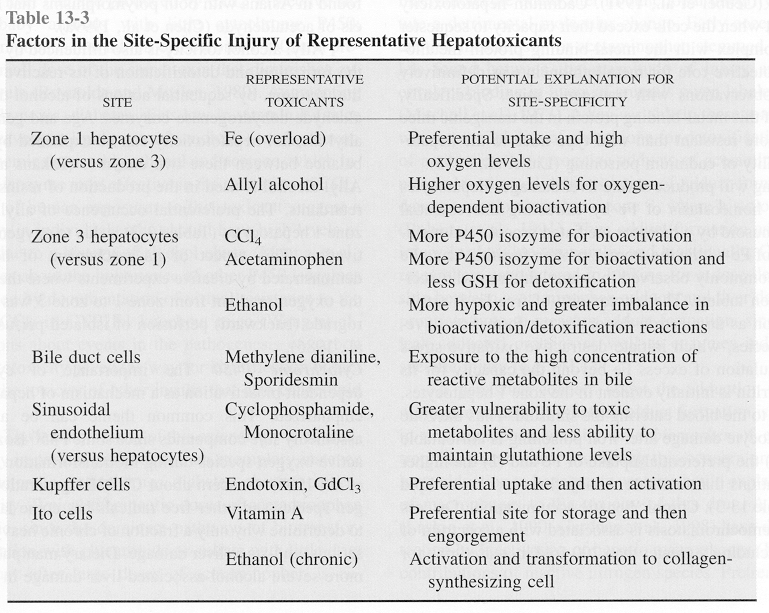 Table 13-3
Factors in the Site-Specific Injury of Representative Hepatotoxicants
SITE
REPRESENTATIVE TOXICANTS
POTENTIAL EXPLANATION FOR SITE-SPECIFICITY
Zone 1 hepatocytes Fe (overload) Preferential uptake and high
(versus zone 3) oxygen levels
Allyl alcohol Higher oxygen levels for oxygen-
dependent bioactivation
Zone 3 hepatocytes CCl4 More P450 isozyme for bioactivation
(versus zone 1) Acetaminophen More P450 isozyme for bioactivation and
less GSH for detoxification
Ethanol More hypoxic and greater imbalance in
bioactivation/detoxification reactions
Bile duct cells Methylene dianiline, Exposure to the high concentration of
Sporidesmin reactive metabolites in bile
Sinusoidal Cyclophosphamide, Greater vulnerability to toxic
endothelium Monocrotaline metabolites and less ability to
(versus hepatocytes) maintain glutathione levels
Kupffer cells Endotoxin, GdCl3 Preferential uptake and then activation
Ito cells Vitamin A Preferential site for storage and then
engorgement
Ethanol (chronic) Activation and transformation to collagen-
synthesizing cell